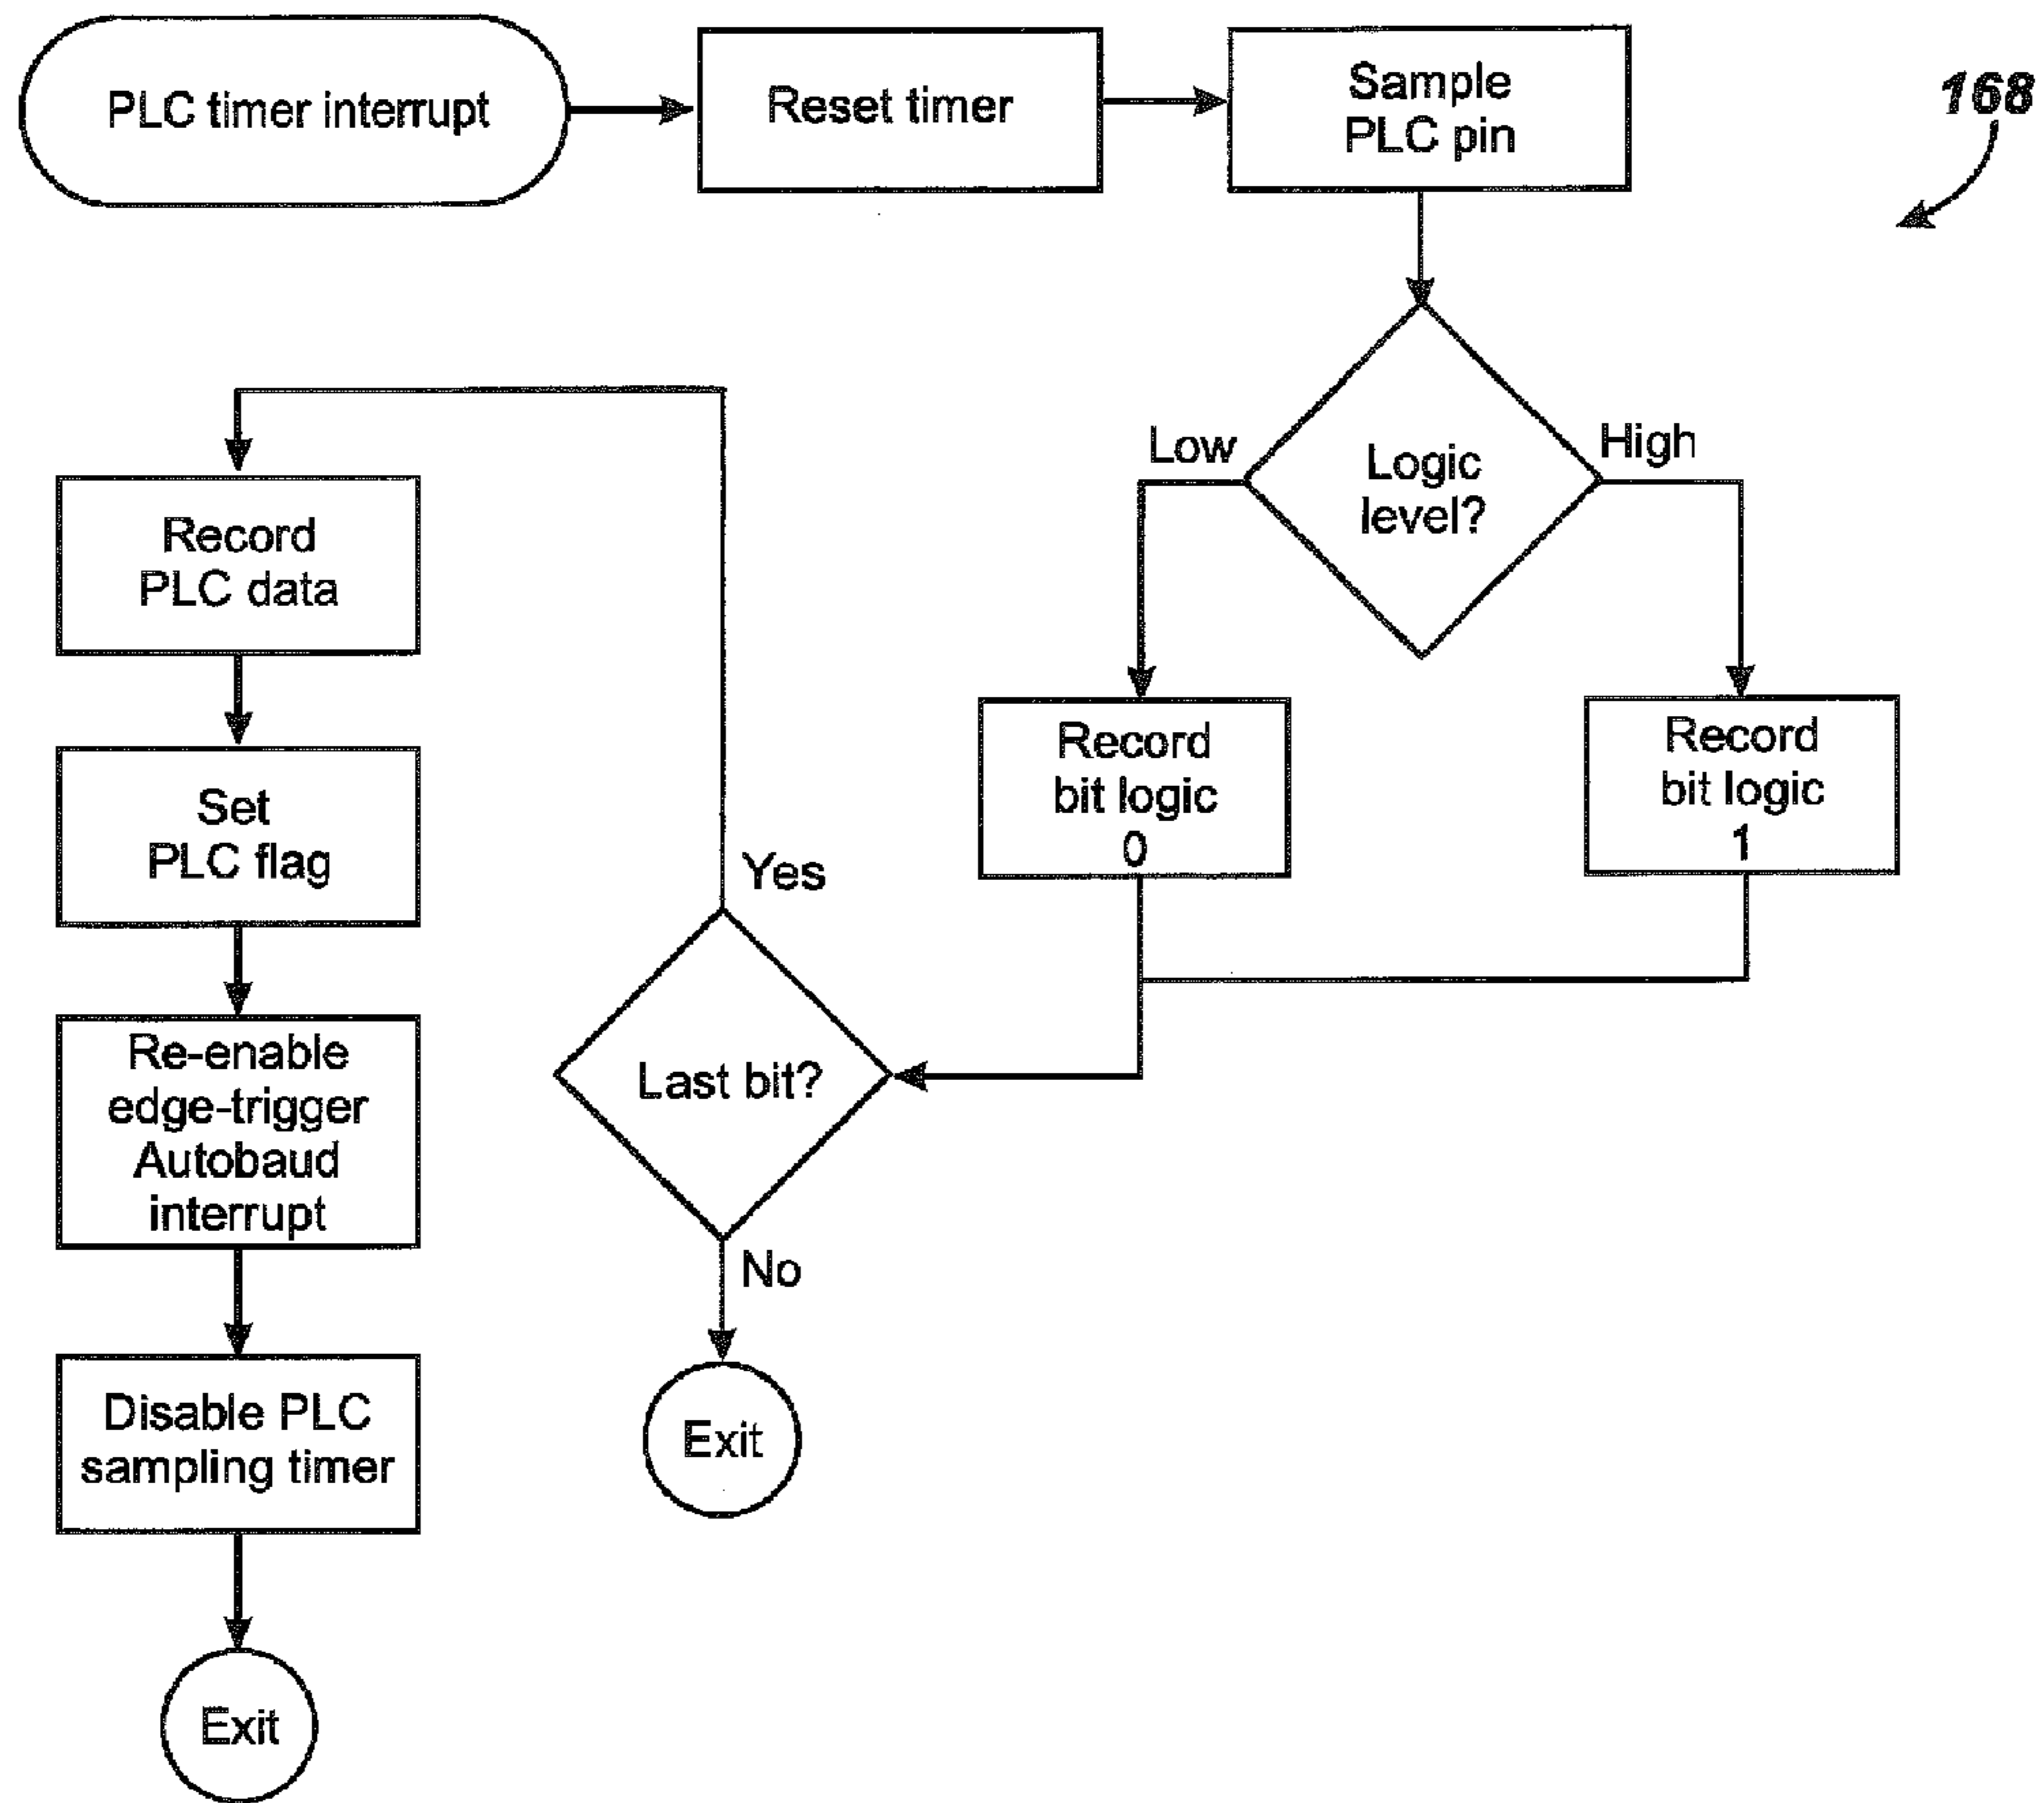 PLC timer interrupt
Reset timer
Sample
PLC pin
168
Logic
level?
Low
High
Record
bit logic
0
Record
bit logic
1
Last bit?
Yes
No
Exit
Record
PLC data
Set
PLC flag
Re-enable
edge-trigger
Autobaud
interrupt
Disable PLC
sampling timer
Exit